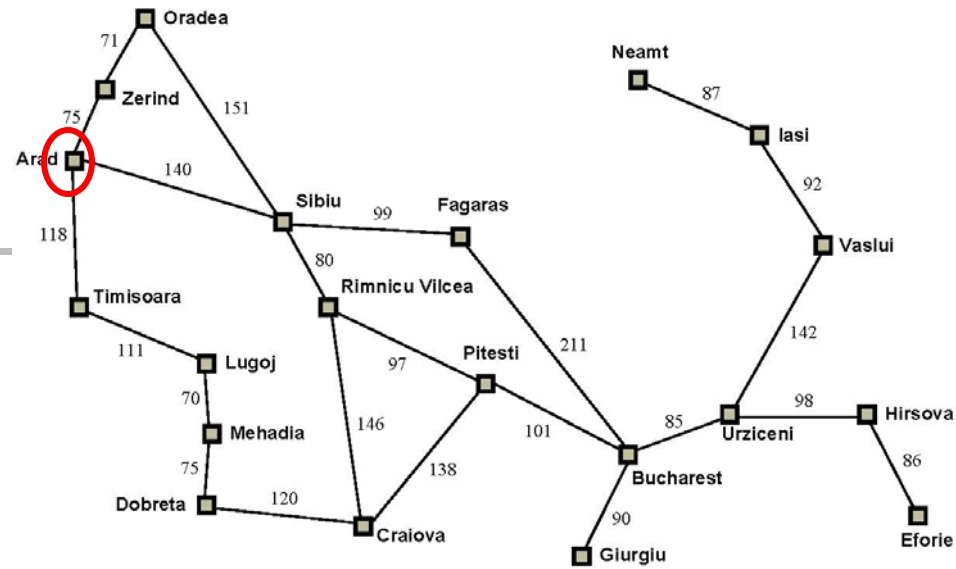 Oradea
71
Neamt
Zerind
87
151
75
Iasi
Arad
140
92
Sibiu
Fagaras
99
118
Vaslui
80
Timisoara
Rimnicu Vilcea
142
111
Pitesti
211
Lugoj
97
70
98
Hirsova
Mehadia
146
101
85
Urziceni
138
86
75
Bucharest
Dobreta
120
90
Craiova
Eforie
Giurgiu